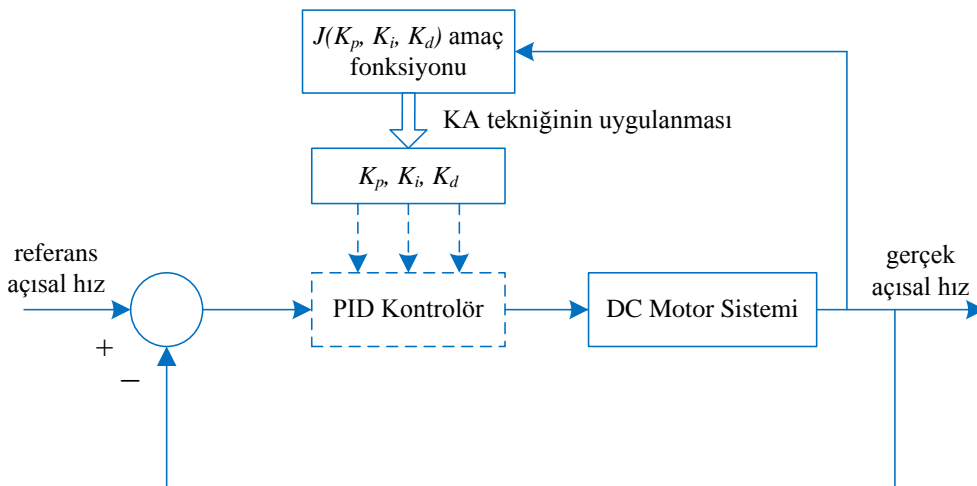 J(Kp, Ki, Kd) amaç
fonksiyonu
KA tekniğinin uygulanması
Kp, Ki, Kd
referans
açısal hız
PID Kontrolör
DC Motor Sistemi
gerçek
açısal hız
+
−